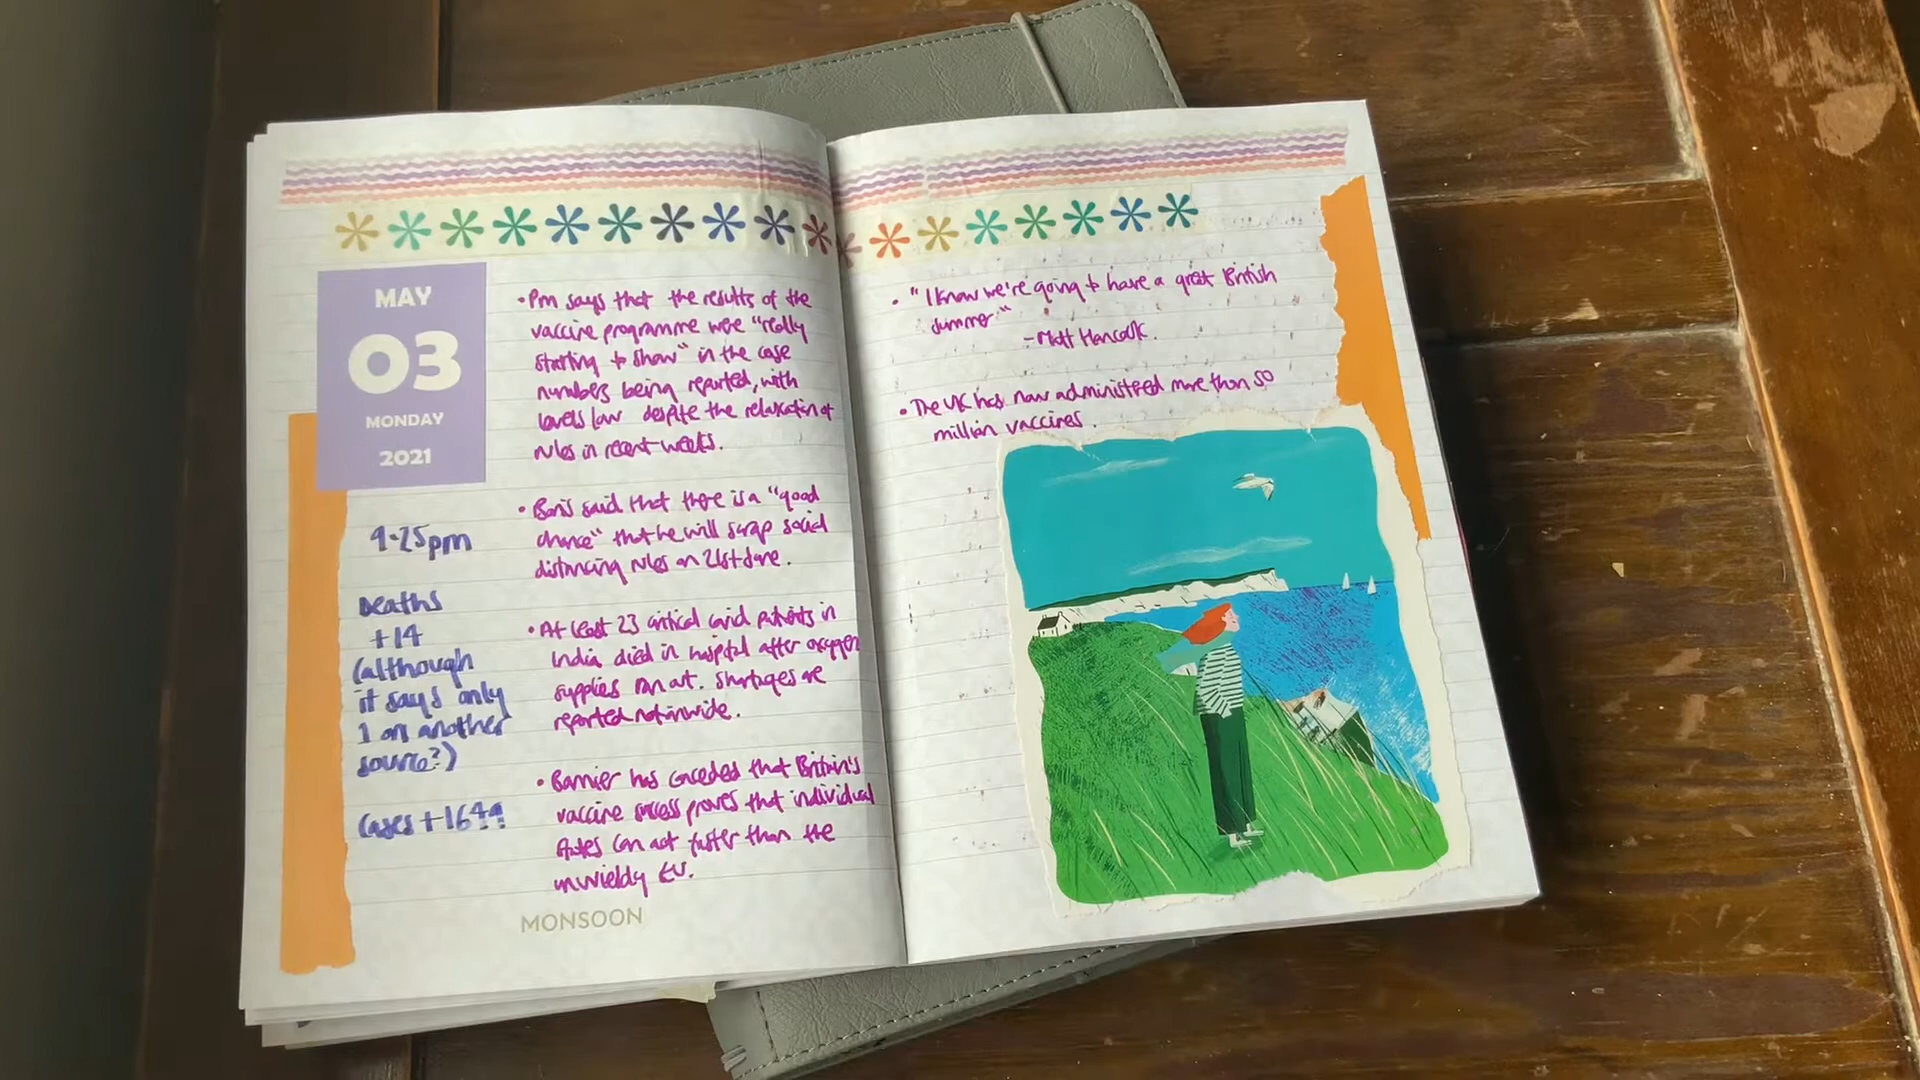 MAY
03
MONDAY
2021
9.25pm
Deaths
+14
(although
it says only
1 on another
source?)
Cases +1649
• Pm says that the results of the
vaccine programme were "really
starting to show" in the case
numbers being reported, with
levels low despite the relaxation of
rules in recent weeks.
• Boris said that there is a "good
chance" that he will scrap social
distancing rules on 21st June.
• At least 23 critical covid patients in
India died in hospital after oxygen
supplies ran out. Shortages are
reported nationwide.
• Barnier has conceded that Britain's
vaccine success proves that individual
states can act faster than the
unwieldy EU.
MONSOON
• "I know we're going to have a great British
summer"
- Matt Hancock.
• The UK has now administered more than 50
million vaccines.